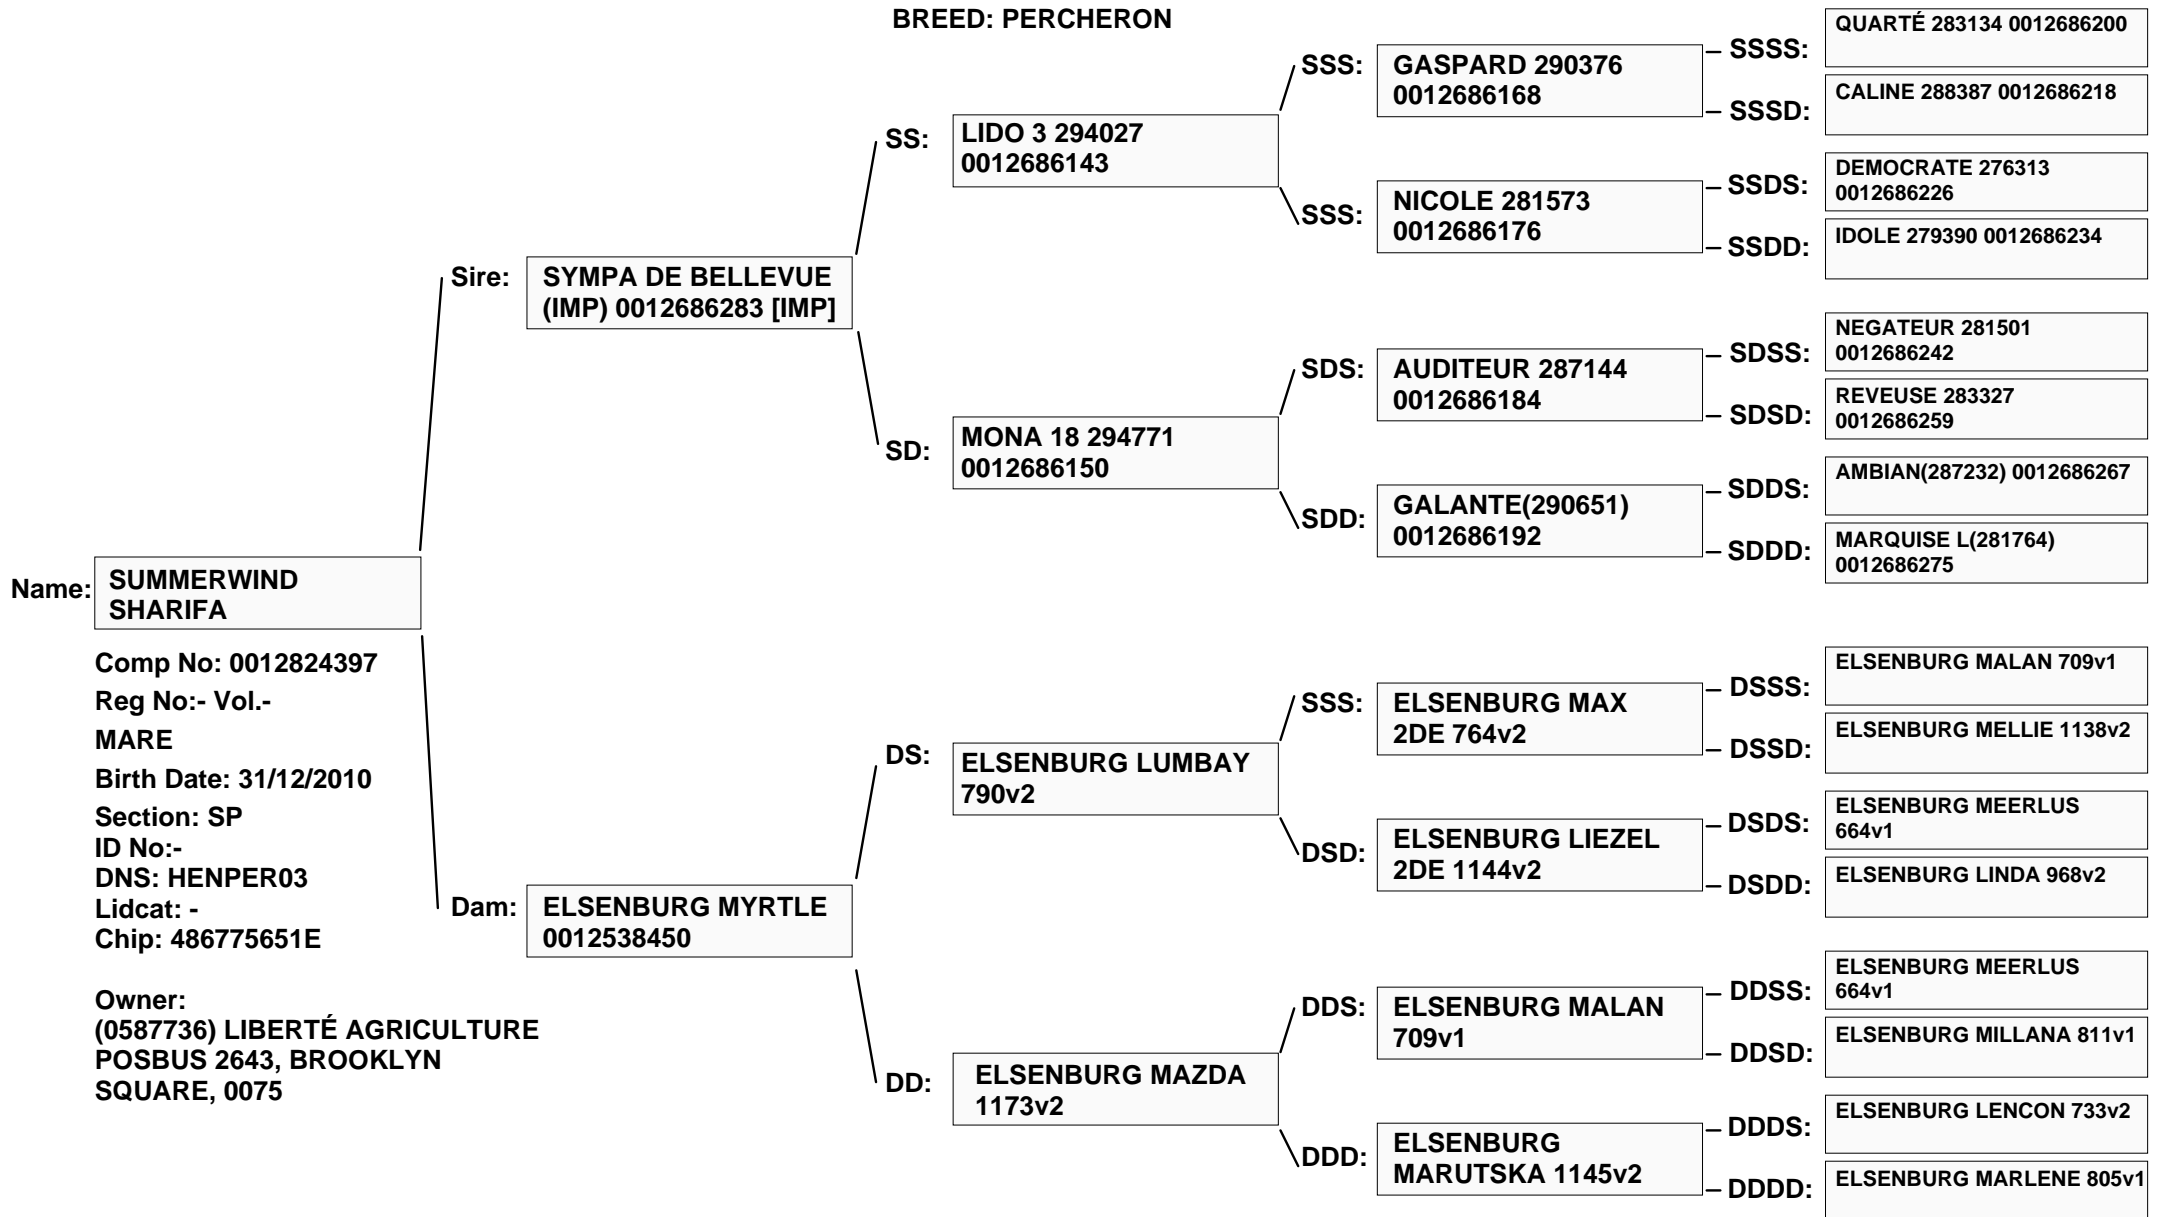 BREED: PERCHERON
Name:
SUMMERWIND
SHARIFA
Comp No: 0012824397
Reg No:- Vol.-
MARE
Birth Date: 31/12/2010
Section: SP
ID No:-
DNS: HENPER03
Lidcat: -
Chip: 486775651E
Owner:
(0587736) LIBERTÉ AGRICULTURE
POSBUS 2643, BROOKLYN
SQUARE, 0075
Sire:
SYMPA DE BELLEVUE
(IMP) 0012686283 [IMP]
Dam:
ELSENBURG MYRTLE
0012538450
SS:
LIDO 3 294027
0012686143
SD:
MONA 18 294771
0012686150
DS:
ELSENBURG LUMBAY
790v2
DD:
ELSENBURG MAZDA
1173v2
SSS:
GASPARD 290376
0012686168
SSS:
NICOLE 281573
0012686176
SDS:
AUDITEUR 287144
0012686184
SDD:
GALANTE(290651)
0012686192
SSS:
ELSENBURG MAX
2DE 764v2
DSD:
ELSENBURG LIEZEL
2DE 1144v2
DDS:
ELSENBURG MALAN
709v1
DDD:
ELSENBURG
MARUTSKA 1145v2
SSSS:
QUARTÉ 283134 0012686200
SSSD:
CALINE 288387 0012686218
SSDS:
DEMOCRATE 276313
0012686226
SSDD:
IDOLE 279390 0012686234
SDSS:
NEGATEUR 281501
0012686242
SDSD:
REVEUSE 283327
0012686259
SDDS:
AMBIAN(287232) 0012686267
SDDD:
MARQUISE L(281764)
0012686275
DSSS:
ELSENBURG MALAN 709v1
DSSD:
ELSENBURG MELLIE 1138v2
DSDS:
ELSENBURG MEERLUS
664v1
DSDD:
ELSENBURG LINDA 968v2
DDSS:
ELSENBURG MEERLUS
664v1
DDSD:
ELSENBURG MILLANA 811v1
DDDS:
ELSENBURG LENCON 733v2
DDDD:
ELSENBURG MARLENE 805v1